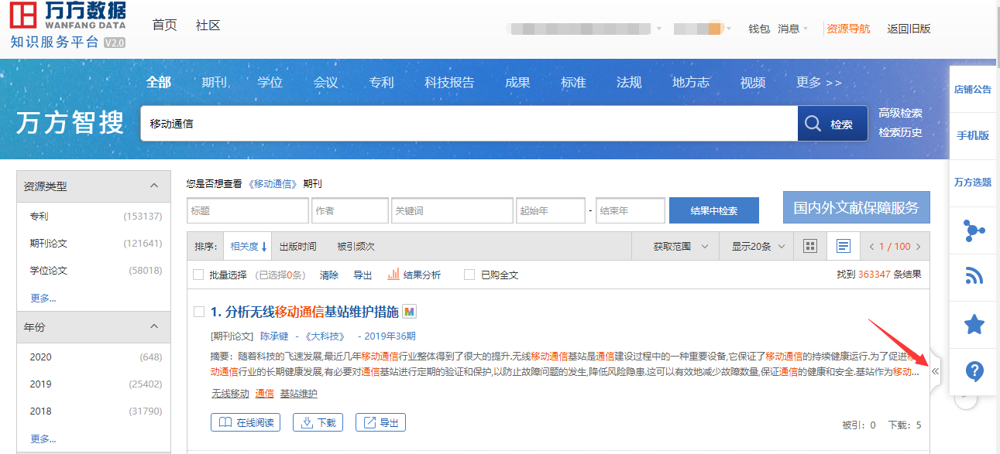 万方数据
WANFANG DATA
知识服务平台 V2.0
首页 社区
钱包 消息 资源导航 返回旧版
全部 期刊 学位 会议 专利 科技报告 成果 标准 法规 地方志 视频 更多 >>
万方智搜
移动通信
检索
高级检索
检索历史
店铺公告
手机版
万方选题
资源类型
专利 (153137)
期刊论文 (121641)
学位论文 (58018)
更多...
年份
2020 (648)
2019 (25402)
2018 (31790)
更多...
您是否想查看 《移动通信》 期刊
标题 作者 关键词 起始年 - 结束年 结果中检索
国内外文献保障服务
排序: 相关度 出版时间 被引频次 获取范围 显示20条 < 1 / 100 >
批量选择 (已选择0条) 清除 导出 结果分析 已购全文 找到 363347 条结果
1. 分析无线移动通信基站维护措施 M
[期刊论文] 陈承键 - 《大科技》 - 2019年36期
摘要：随着科技的飞速发展,最近几年移动通信行业整体得到了很大的提升.无线移动通信基站是通信建设过程中的一种重要设备,它保证了移动通信的持续健康运行.为了促进移
动通信行业的长期健康发展,有必要对通信基站进行定期的验证和保护,以防止故障问题的发生,降低风险隐患.这可以有效地减少故障数量,保证通信的健康和安全.基站作为移动...
无线移动 通信 基站维护
在线阅读 下载 导出
被引：0 下载：5